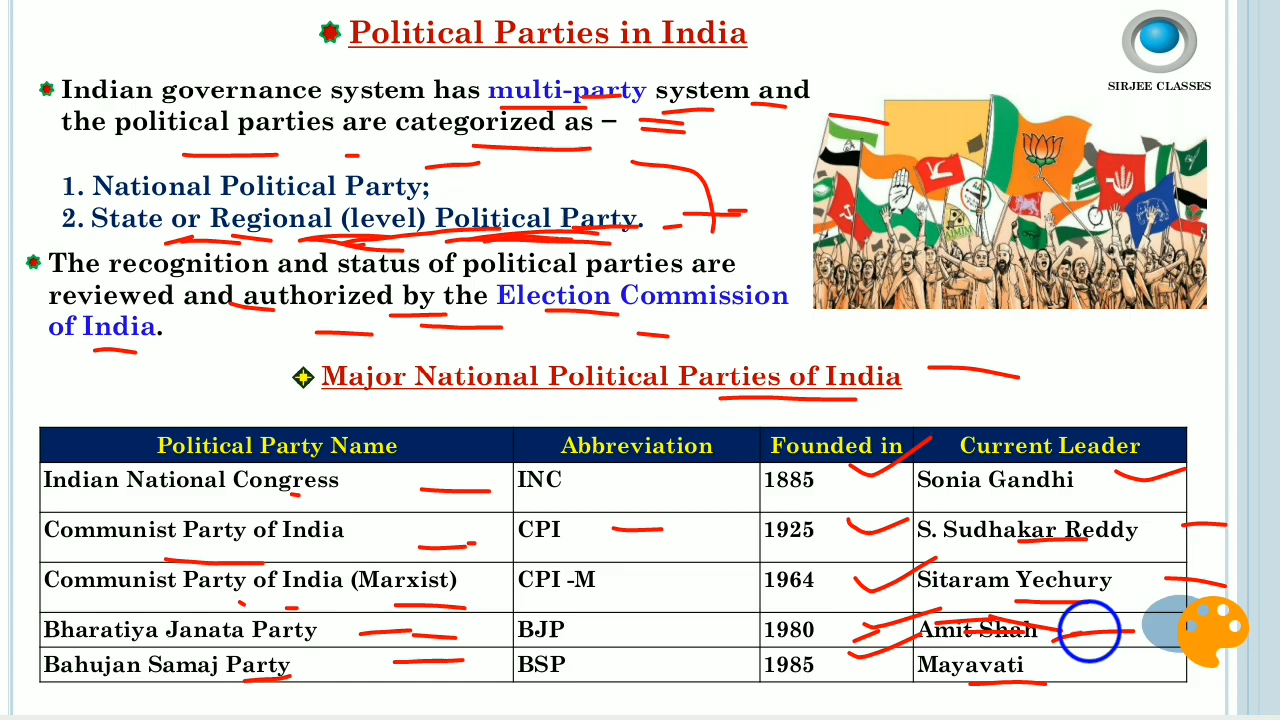 Political Parties in India
SIRJEE CLASSES
Indian governance system has multi-party system and
the political parties are categorized as –
1. National Political Party;
2. State or Regional (level) Political Party.
The recognition and status of political parties are
reviewed and authorized by the Election Commission
of India.
Major National Political Parties of India
Political Party Name Abbreviation Founded in Current Leader
Indian National Congress INC 1885 Sonia Gandhi
Communist Party of India CPI 1925 S. Sudhakar Reddy
Communist Party of India (Marxist) CPI -M 1964 Sitaram Yechury
Bharatiya Janata Party BJP 1980 Amit Shah
Bahujan Samaj Party BSP 1985 Mayavati